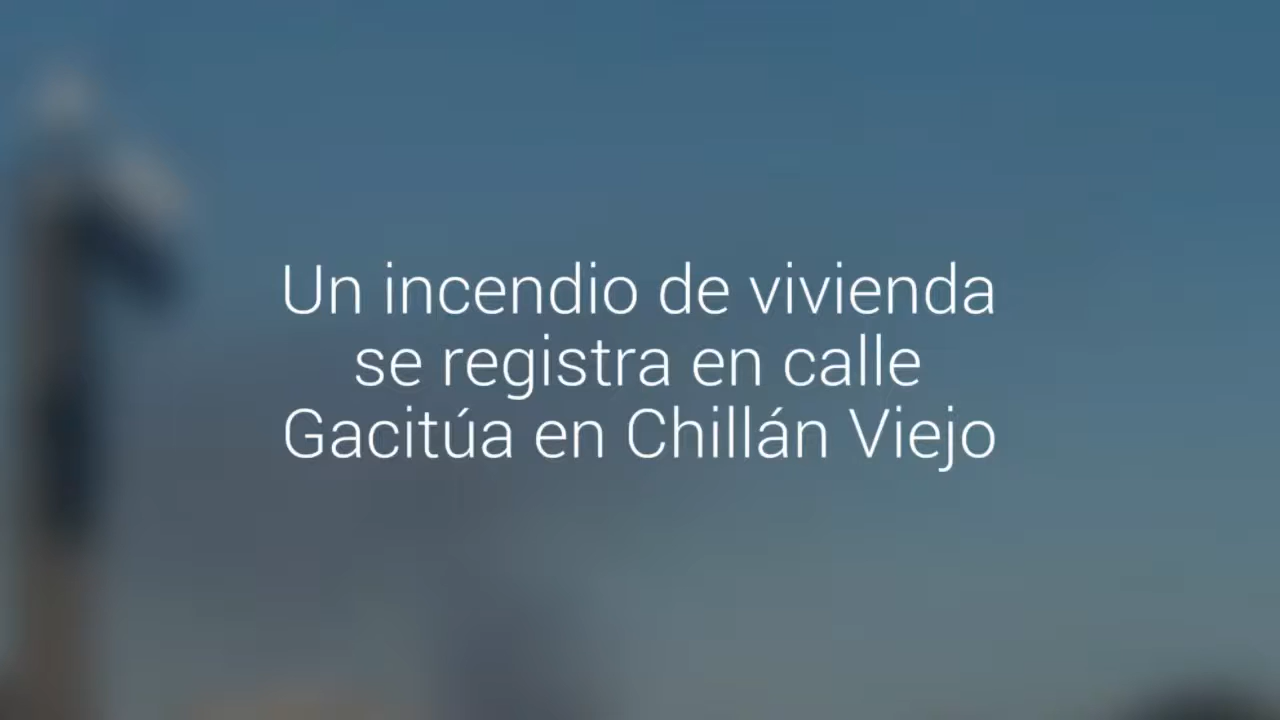 Un incendio de vivienda
se registra en calle
Gacitúa en Chillán Viejo